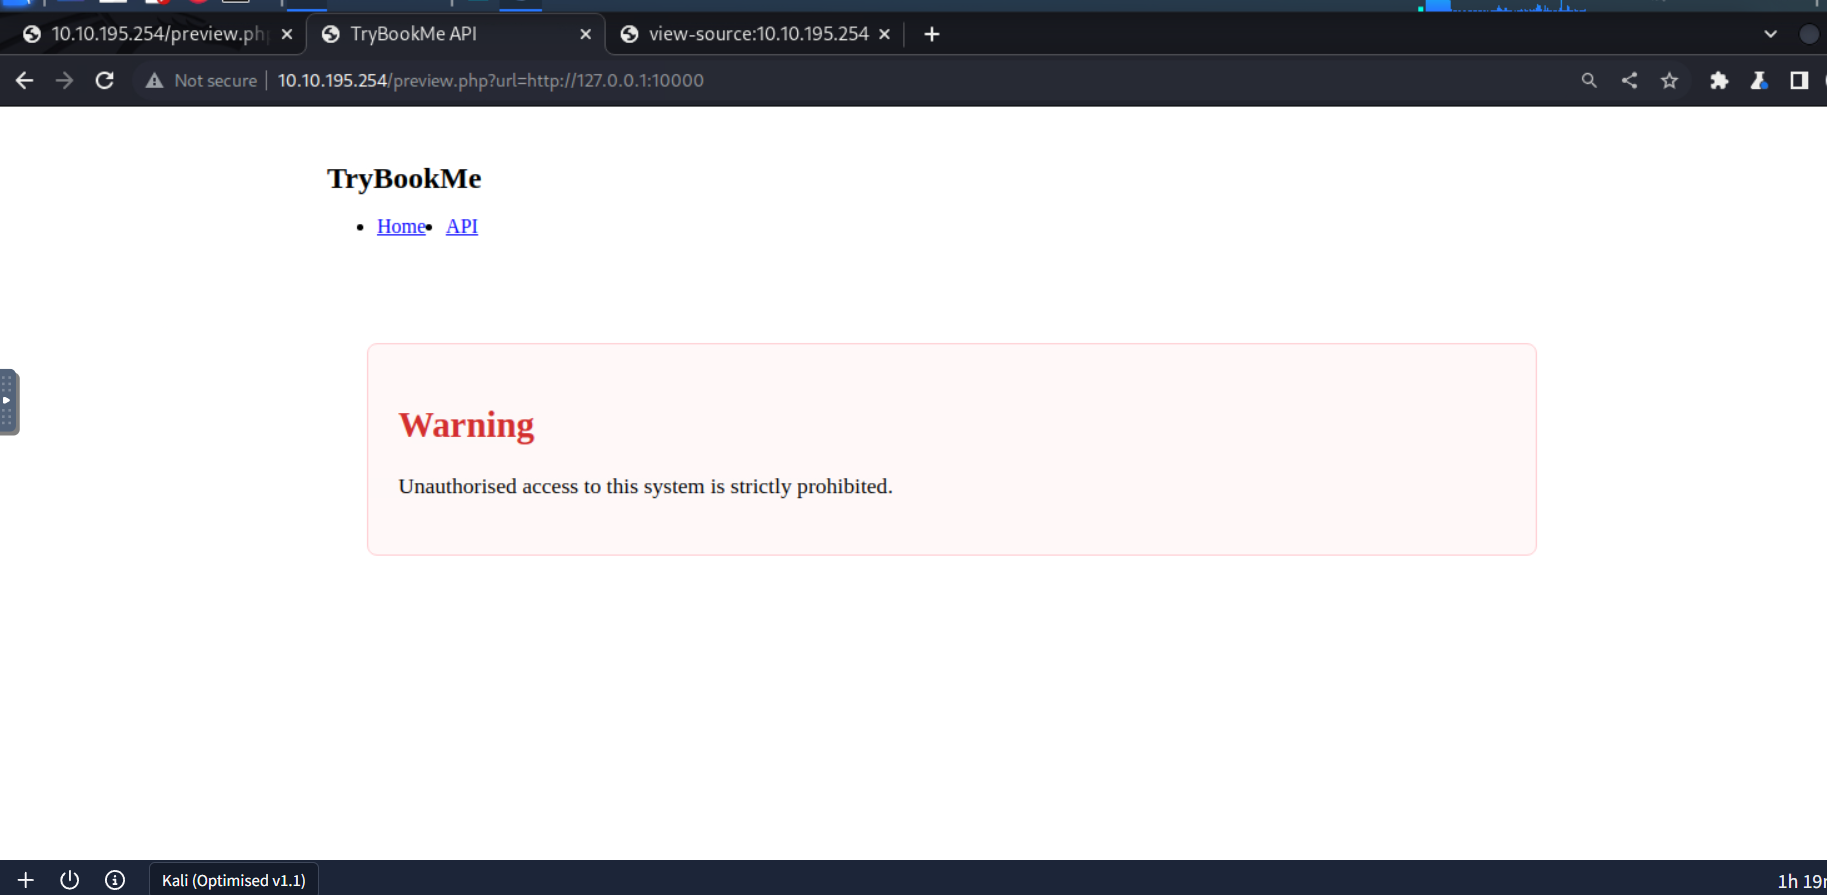 10.10.195.254/preview.ph
TryBookMe API
view-source:10.10.195.254
Not secure
10.10.195.254/preview.php?url=http://127.0.0.1:10000
TryBookMe
Home
API
Warning
Unauthorised access to this system is strictly prohibited.
Kali (Optimised v1.1)
1h 19